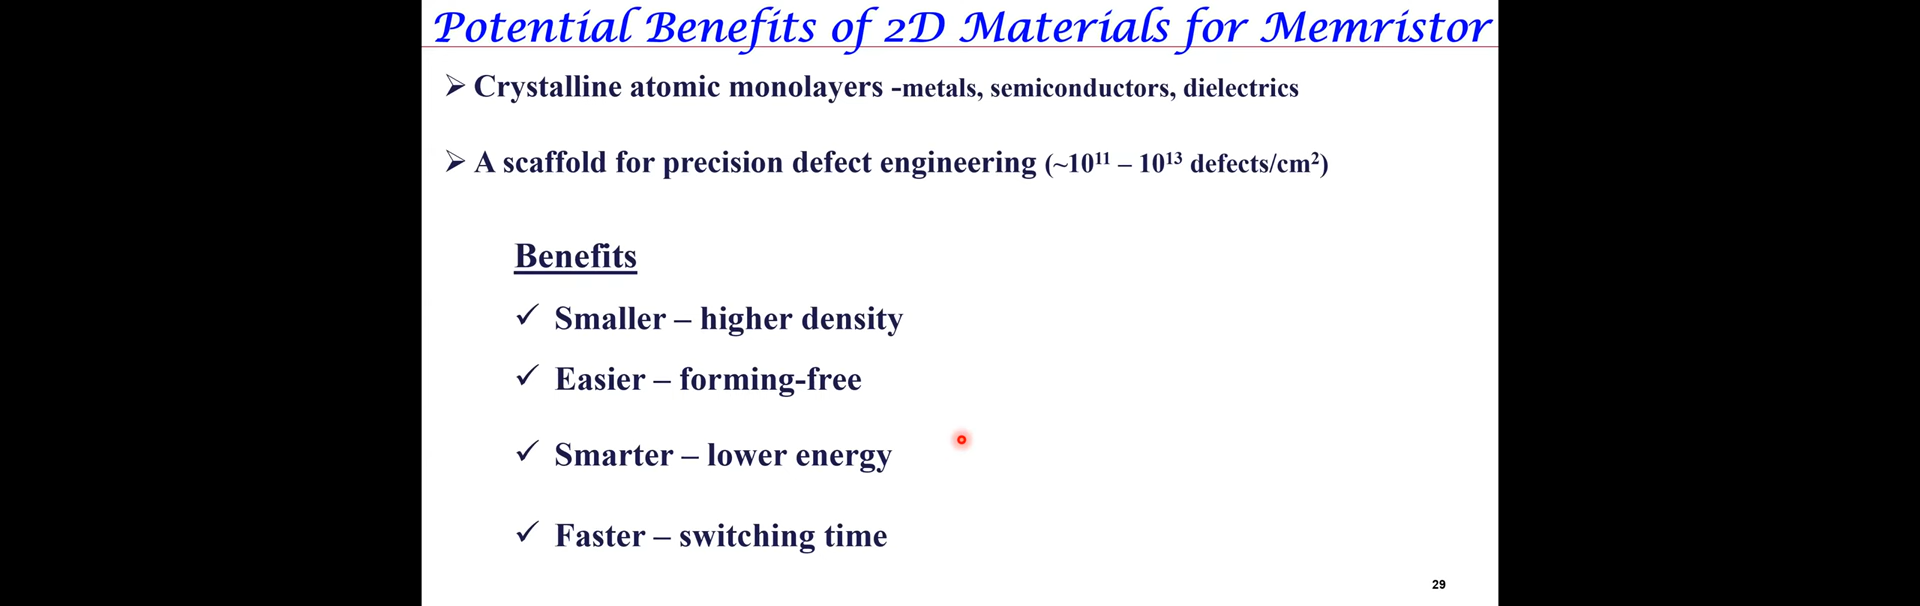 Potential Benefits of 2D Materials for Memristor
➢ Crystalline atomic monolayers -metals, semiconductors, dielectrics
➢ A scaffold for precision defect engineering (~10¹¹ – 10¹³ defects/cm²)
Benefits
✓ Smaller – higher density
✓ Easier – forming-free
✓ Smarter – lower energy
✓ Faster – switching time
29